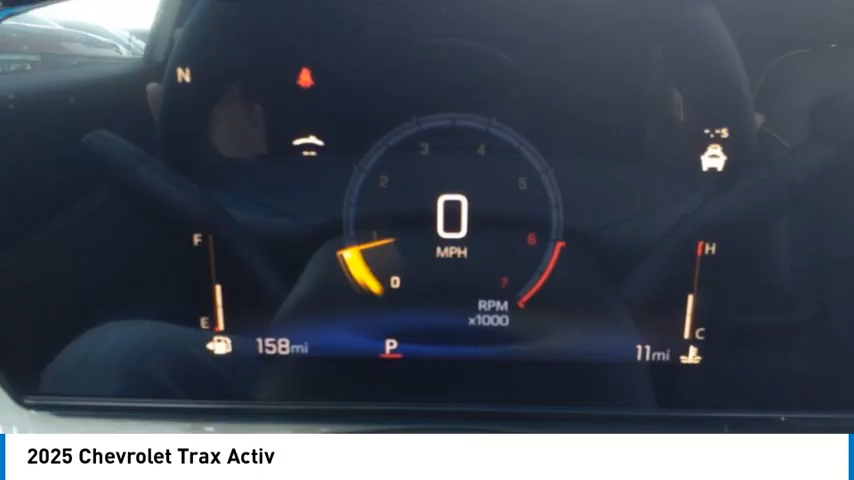 N
-.-s
3 4
2 5
0
1 6
MPH
F H
0 7
RPM
x1000
E C
158mi P 11mi
2025 Chevrolet Trax Activ